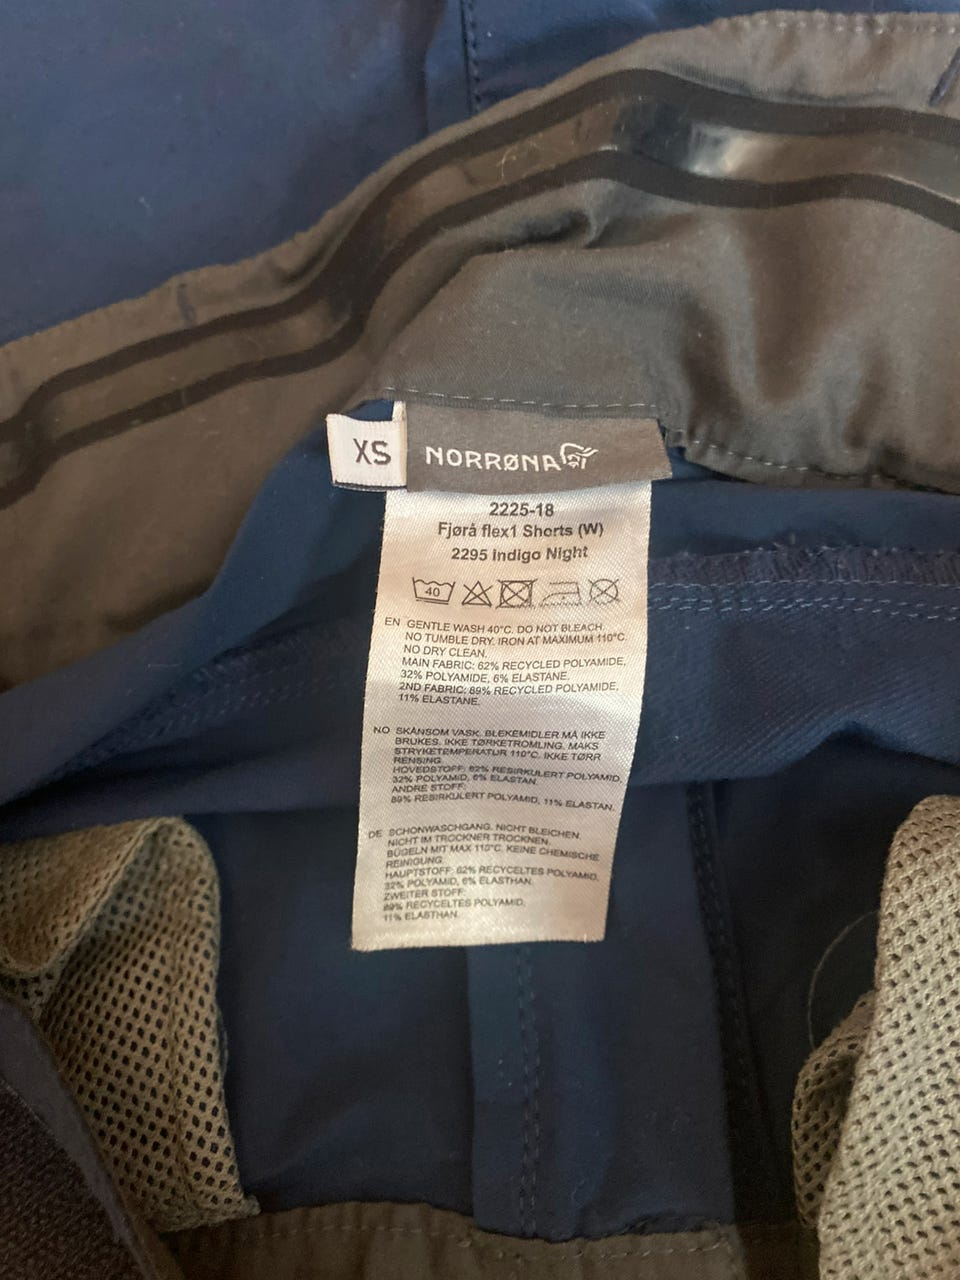 XS
NORRØNA
2225-18
Fjørå flex1 Shorts (W)
2295 Indigo Night
40
EN GENTLE WASH 40°C. DO NOT BLEACH.
NO TUMBLE DRY. IRON AT MAXIMUM 110°C.
NO DRY CLEAN.
MAIN FABRIC: 62% RECYCLED POLYAMIDE,
32% POLYAMIDE, 6% ELASTANE.
2ND FABRIC: 89% RECYCLED POLYAMIDE,
11% ELASTANE.
NO SKÅNSOM VASK. BLEKEMIDLER MÅ IKKE
BRUKES. IKKE TØRKETROMLING. MAKS
STRYKETEMPERATUR 110°C. IKKE TØRR
RENSING.
HOVEDSTOFF: 62% RESIRKULERT POLYAMID,
32% POLYAMID, 6% ELASTAN.
ANDRE STOFF:
89% RESIRKULERT POLYAMID, 11% ELASTAN.
DE SCHONWASCHGANG. NICHT BLEICHEN.
NICHT IM TROCKNER TROCKNEN.
BÜGELN MIT MAX 110°C. KEINE CHEMISCHE
REINIGUNG.
HAUPTSTOFF: 62% RECYCELTES POLYAMID,
32% POLYAMID, 6% ELASTHAN.
ZWEITER STOFF:
89% RECYCELTES POLYAMID,
11% ELASTHAN.